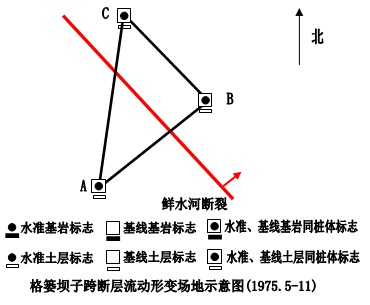 C
北
B
A
鲜水河断裂
水准基岩标志 基线基岩标志 水准、基线基岩同桩体标志
水准土层标志 基线土层标志 水准、基线土层同桩体标志
格篓坝子跨断层流动形变场地示意图(1975.5-11)